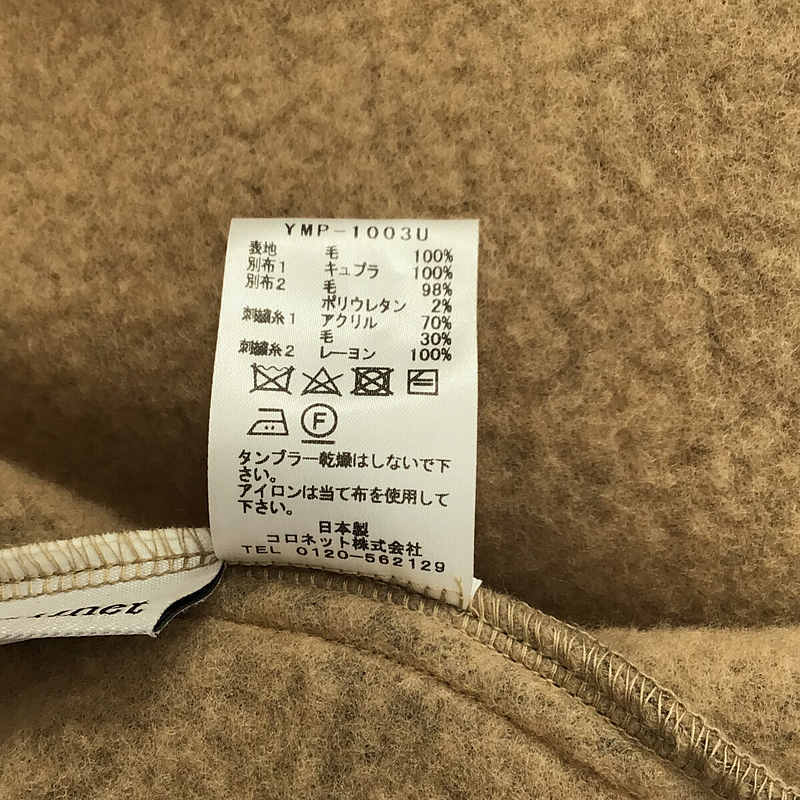 YMP-1003U
表地 毛 100%
別布1 キュプラ 100%
別布2 毛 98%
ポリウレタン 2%
刺繍糸1 アクリル 70%
毛 30%
刺繍糸2 レーヨン 100%
F
タンブラー乾燥はしないで下
さい。
アイロンは当て布を使用して
下さい。
日本製
コロネット株式会社
TEL 0120-562129